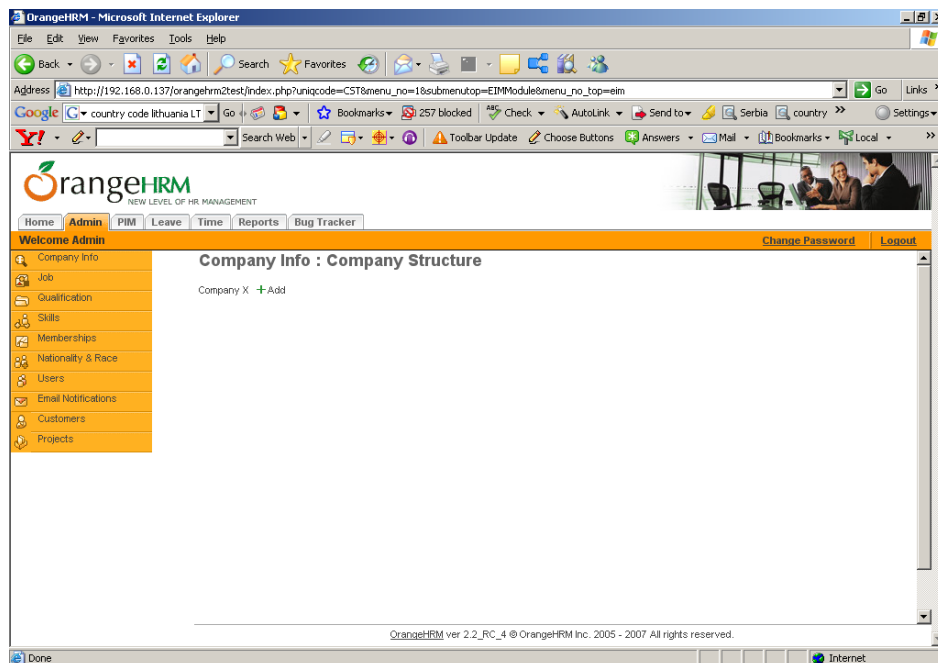 OrangeHRM - Microsoft Internet Explorer
File Edit View Favorites Tools Help
Back Search Favorites
Address http://192.168.0.137/orangehrm2test/index.php?uniqcode=CST&menu_no=1&submenutop=EIMModule&menu_no_top=eim Go Links
Google G country code lithuania LT Go Bookmarks 257 blocked ABC Check AutoLink Send to Serbia country Settings
Y! Search Web Toolbar Update Choose Buttons Answers Mail Bookmarks Local
OrangeHRM
NEW LEVEL OF HR MANAGEMENT
Home Admin PIM Leave Time Reports Bug Tracker
Welcome Admin Change Password Logout
Company Info
Job
Qualification
Skills
Memberships
Nationality & Race
Users
Email Notifications
Customers
Projects
Company Info : Company Structure
Company X +Add
OrangeHRM ver 2.2_RC_4 © OrangeHRM Inc. 2005 - 2007 All rights reserved.
Done Internet